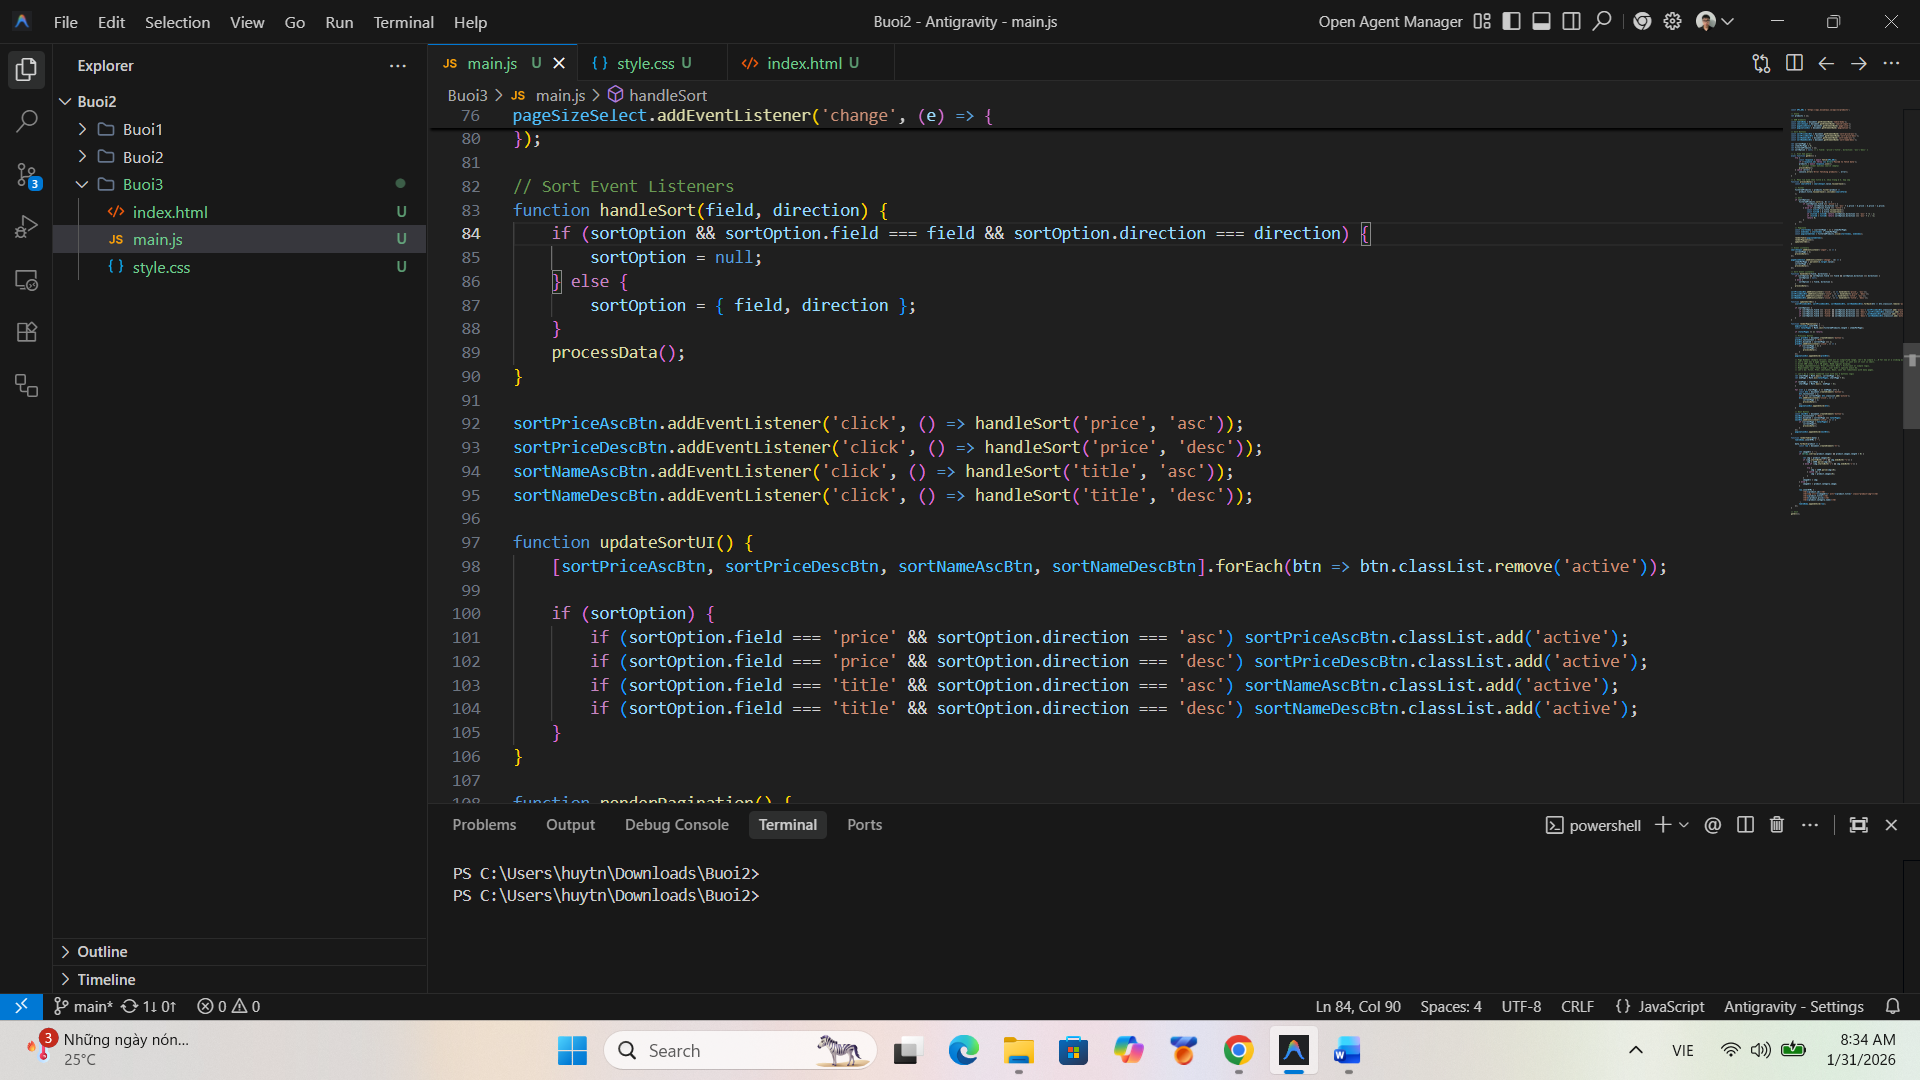 File Edit Selection View Go Run Terminal Help
Buoi2 - Antigravity - main.js
Open Agent Manager
Explorer
Buoi2
Buoi1
Buoi2
Buoi3
index.html U
JS main.js U
{ } style.css U
Outline
Timeline
3
JS main.js U
{ } style.css U
index.html U
Buoi3 > JS main.js > handleSort
76 pageSizeSelect.addEventListener('change', (e) => {
80 });
81
82 // Sort Event Listeners
83 function handleSort(field, direction) {
84 if (sortOption && sortOption.field === field && sortOption.direction === direction) {
85 sortOption = null;
86 } else {
87 sortOption = { field, direction };
88 }
89 processData();
90 }
91
92 sortPriceAscBtn.addEventListener('click', () => handleSort('price', 'asc'));
93 sortPriceDescBtn.addEventListener('click', () => handleSort('price', 'desc'));
94 sortNameAscBtn.addEventListener('click', () => handleSort('title', 'asc'));
95 sortNameDescBtn.addEventListener('click', () => handleSort('title', 'desc'));
96
97 function updateSortUI() {
98 [sortPriceAscBtn, sortPriceDescBtn, sortNameAscBtn, sortNameDescBtn].forEach(btn => btn.classList.remove('active'));
99
100 if (sortOption) {
101 if (sortOption.field === 'price' && sortOption.direction === 'asc') sortPriceAscBtn.classList.add('active');
102 if (sortOption.field === 'price' && sortOption.direction === 'desc') sortPriceDescBtn.classList.add('active');
103 if (sortOption.field === 'title' && sortOption.direction === 'asc') sortNameAscBtn.classList.add('active');
104 if (sortOption.field === 'title' && sortOption.direction === 'desc') sortNameDescBtn.classList.add('active');
105 }
106 }
107
108 function renderPagination() {
Problems Output Debug Console Terminal Ports
powershell
PS C:\Users\huytn\Downloads\Buoi2>
PS C:\Users\huytn\Downloads\Buoi2>
main* 1↓ 0↑ 0 0
Ln 84, Col 90 Spaces: 4 UTF-8 CRLF { } JavaScript Antigravity - Settings
3
Những ngày nón...
25°C
Search
VIE
8:34 AM
1/31/2026